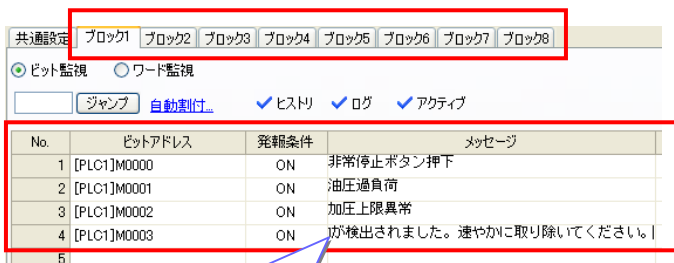 共通設定 ブロック1 ブロック2 ブロック3 ブロック4 ブロック5 ブロック6 ブロック7 ブロック8
ビット監視 ワード監視
ジャンプ 自動割付... ヒストリ ログ アクティブ
No. ビットアドレス 発報条件 メッセージ
1 [PLC1]M0000 ON 非常停止ボタン押下
2 [PLC1]M0001 ON 油圧過負荷
3 [PLC1]M0002 ON 加圧上限異常
4 [PLC1]M0003 ON が検出されました。速やかに取り除いてください。
5